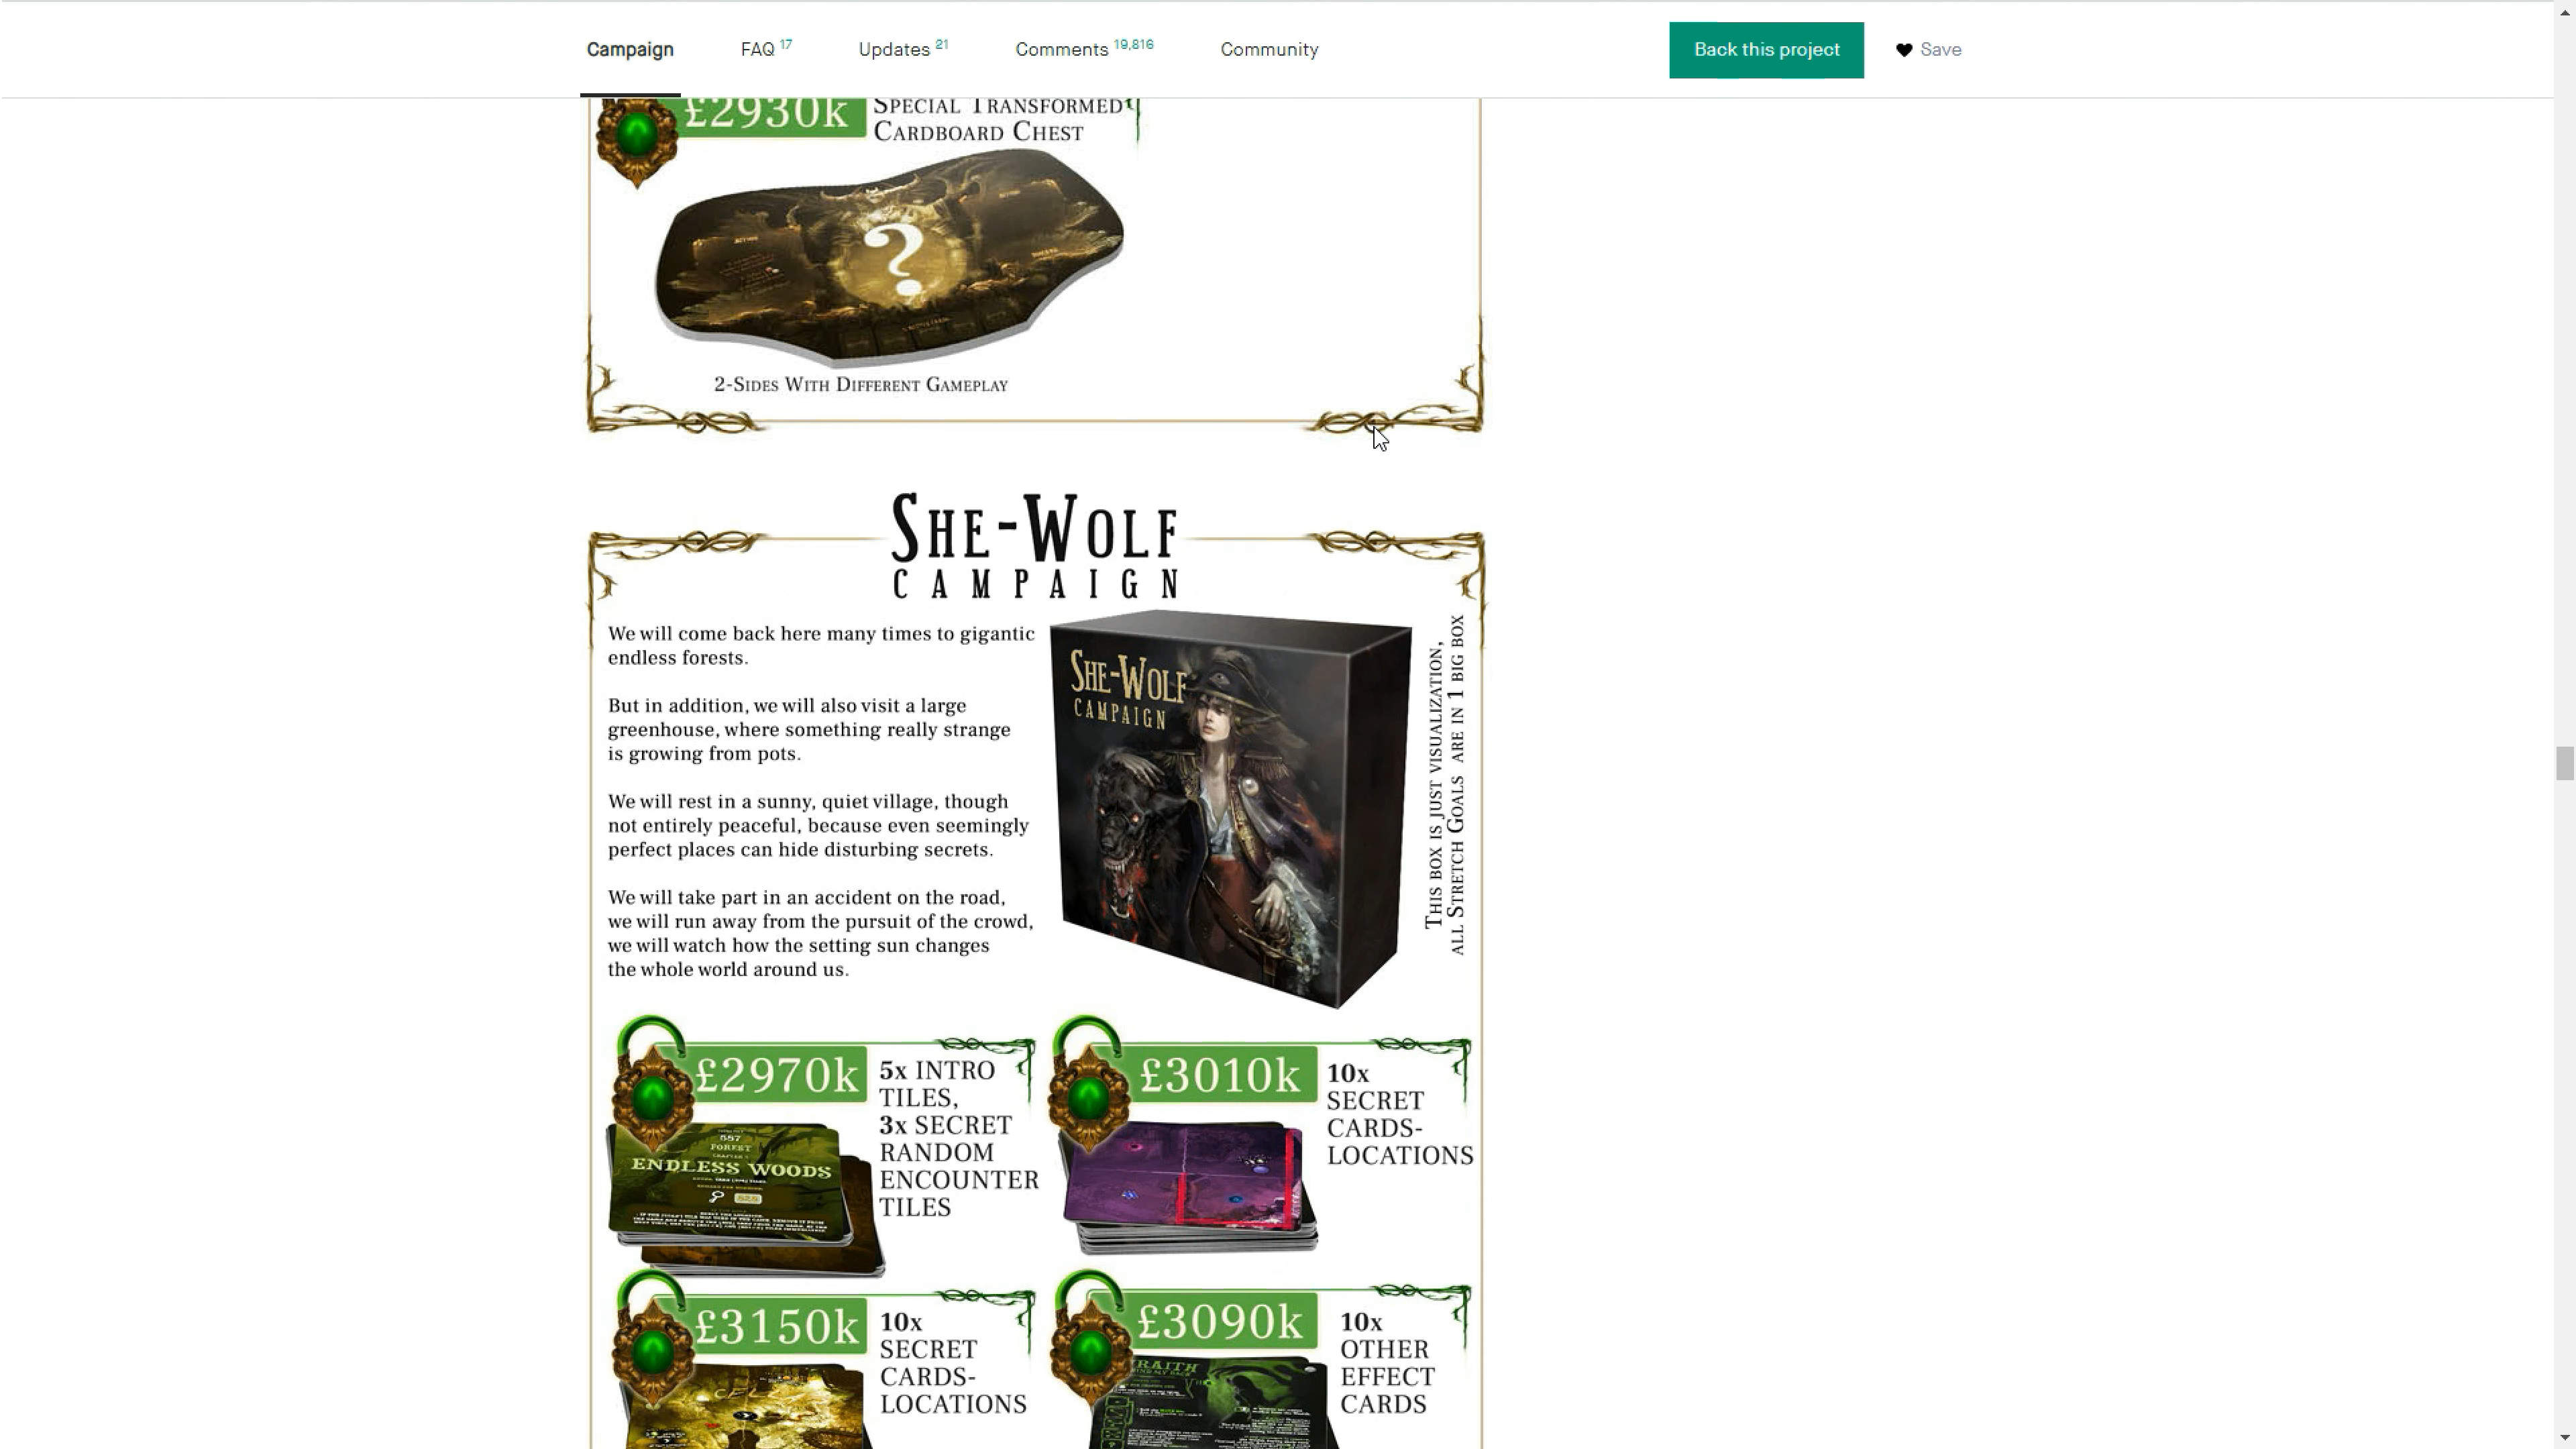 Campaign
FAQ 17
Updates 21
Comments 19,816
Community
Back this project
Save
£2930k
Special Transformed
Cardboard Chest
?
2-Sides With Different Gameplay
She-Wolf
CAMPAIGN
We will come back here many times to gigantic
endless forests.
But in addition, we will also visit a large
greenhouse, where something really strange
is growing from pots.
We will rest in a sunny, quiet village, though
not entirely peaceful, because even seemingly
perfect places can hide disturbing secrets.
We will take part in an accident on the road,
we will run away from the pursuit of the crowd,
we will watch how the setting sun changes
the whole world around us.
She-Wolf
CAMPAIGN
This box is just visualization,
all Stretch Goals are in 1 big box
£2970k
5x INTRO
TILES,
3x SECRET
RANDOM
ENCOUNTER
TILES
557
FOREST
ENDLESS WOODS
£3010k
10x
SECRET
CARDS-
LOCATIONS
£3150k
10x
SECRET
CARDS-
LOCATIONS
£3090k
10x
OTHER
EFFECT
CARDS